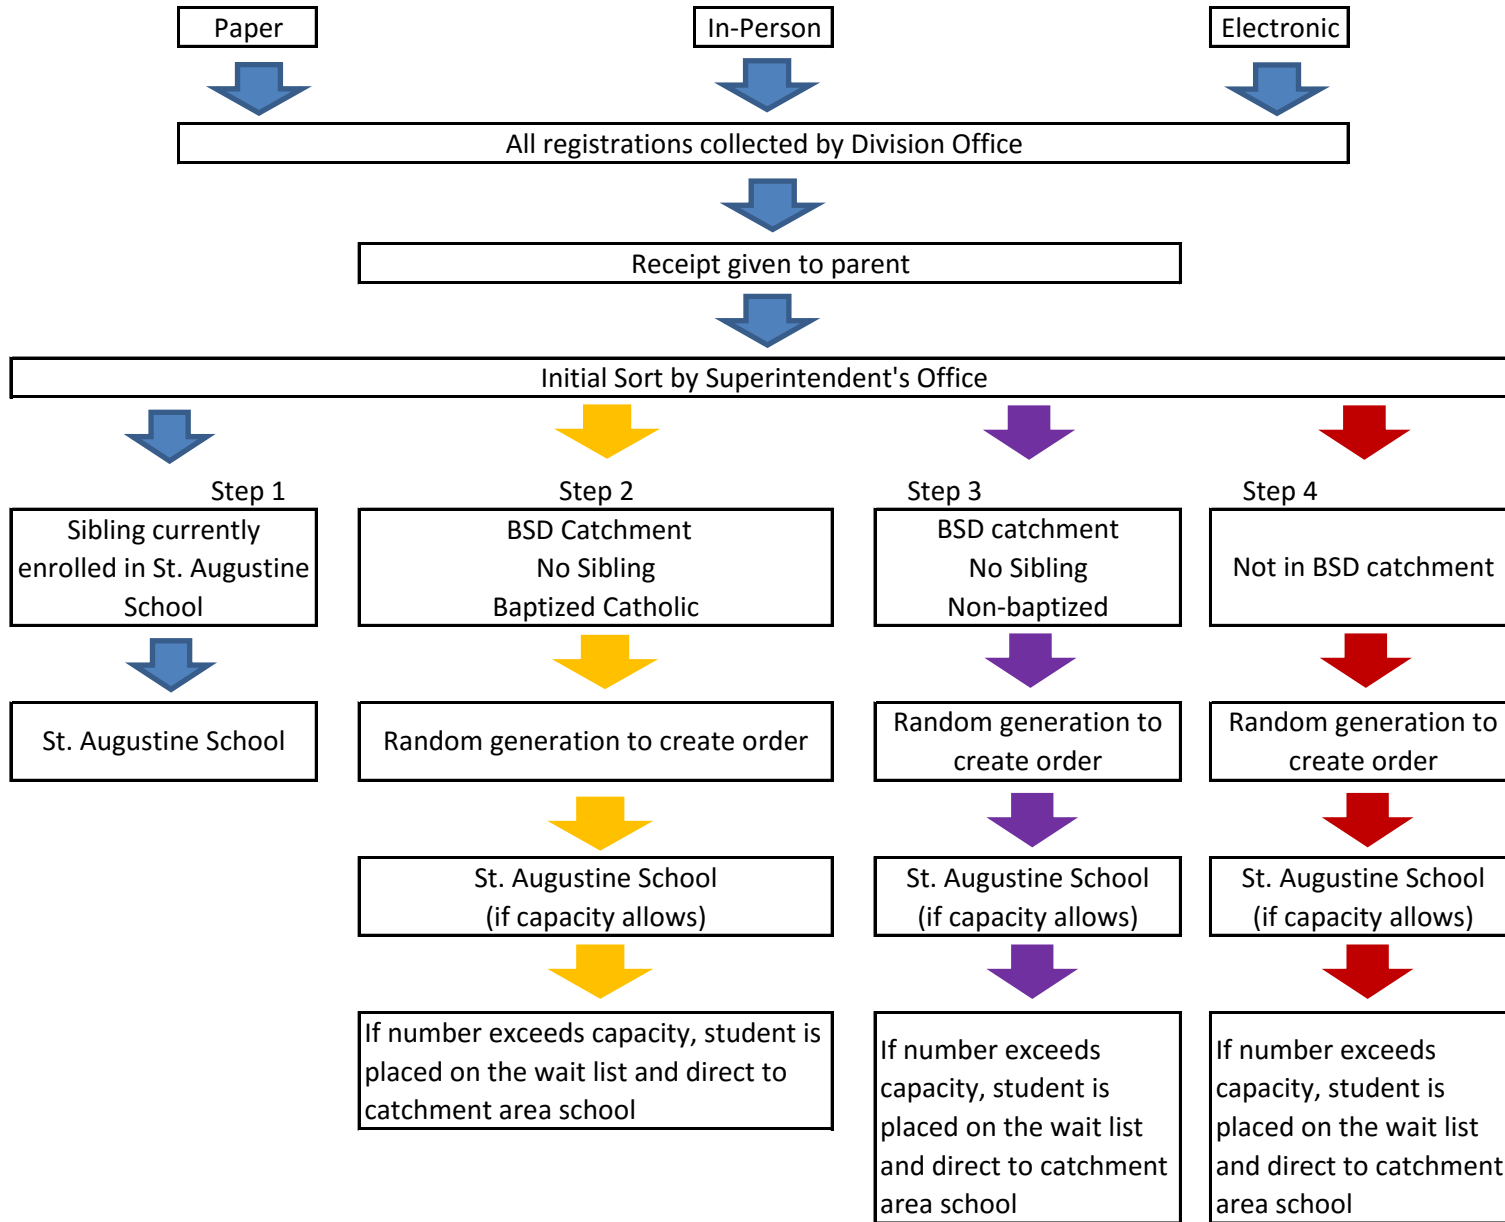 Paper
In-Person
Electronic
All registrations collected by Division Office
Receipt given to parent
Initial Sort by Superintendent's Office
Step 1
Step 2
Step 3
Step 4
Sibling currently
enrolled in St. Augustine
School
BSD Catchment
No Sibling
Baptized Catholic
BSD catchment
No Sibling
Non-baptized
Not in BSD catchment
St. Augustine School
Random generation to create order
Random generation to
create order
Random generation to
create order
St. Augustine School
(if capacity allows)
St. Augustine School
(if capacity allows)
St. Augustine School
(if capacity allows)
If number exceeds capacity, student is
placed on the wait list and direct to
catchment area school
If number exceeds
capacity, student is
placed on the wait list
and direct to catchment
area school
If number exceeds
capacity, student is
placed on the wait list
and direct to catchment
area school